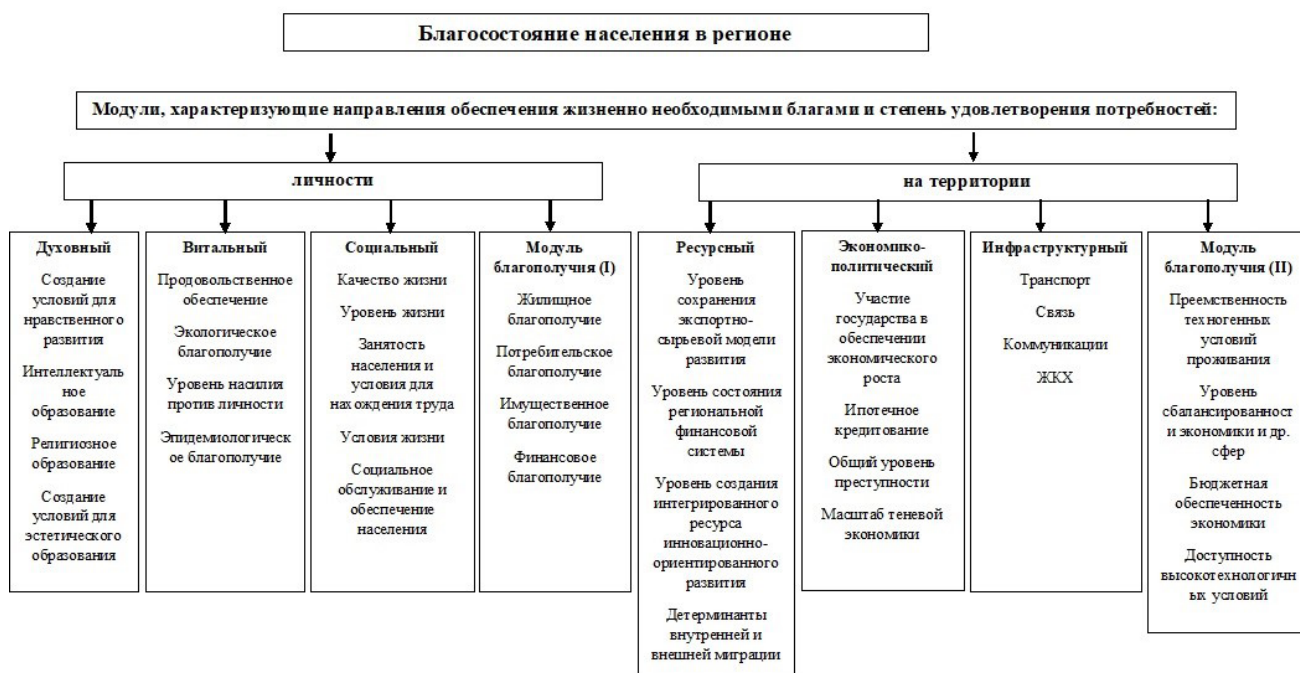 Благосостояние населения в регионе
Модули, характеризующие направления обеспечения жизненно необходимыми благами и степень удовлетворения потребностей:
личности
на территории
Духовный
Создание
условий для
нравственного
развития
Интеллектуаль
ное
образование
Религиозное
образование
Создание
условий для
эстетического
образования
Витальный
Продовольственное
обеспечение
Экологическое
благополучие
Уровень насилия
против личности
Эпидемиологическ
ое благополучие
Социальный
Качество жизни
Уровень жизни
Занятость
населения и
условия для
нахождения труда
Условия жизни
Социальное
обслуживание и
обеспечение
населения
Модуль
благополучия (I)
Жилищное
благополучие
Потребительское
благополучие
Имущественное
благополучие
Финансовое
благополучие
Ресурсный
Уровень
сохранения
экспортно-
сырьевой модели
развития
Уровень состояния
региональной
финансовой
системы
Уровень создания
интегрированного
ресурса
инновационно-
ориентированного
развития
Детерминанты
внутренней и
внешней миграции
Экономико-
политический
Участие
государства в
обеспечении
экономического
роста
Ипотечное
кредитование
Общий уровень
преступности
Масштаб теневой
экономики
Инфраструктурный
Транспорт
Связь
Коммуникации
ЖКХ
Модуль
благополучия (II)
Преемственность
техногенных
условий
проживания
Уровень
сбалансированност
и экономики и др.
сфер
Бюджетная
обеспеченность
экономики
Доступность
высокотехнологичн
ых условий